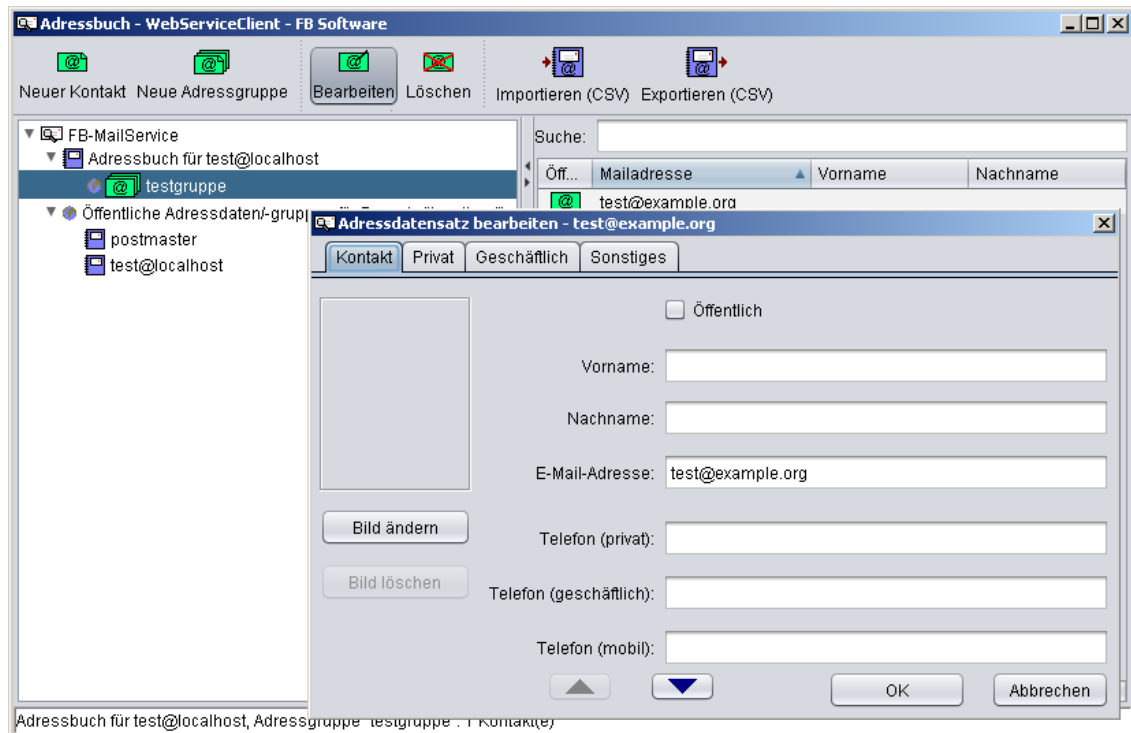 Adressbuch - WebServiceClient - FB Software
Neuer Kontakt Neue Adressgruppe Bearbeiten Löschen Importieren (CSV) Exportieren (CSV)
FB-MailService
Suche:
Adressbuch für test@localhost
Öff... Mailadresse Vorname Nachname
testgruppe
test@example.org
Öffentliche Adressdaten/-grupp
postmaster
test@localhost
Adressdatensatz bearbeiten - test@example.org
Kontakt Privat Geschäftlich Sonstiges
Öffentlich
Vorname:
Nachname:
E-Mail-Adresse: test@example.org
Bild ändern
Telefon (privat):
Bild löschen
Telefon (geschäftlich):
Telefon (mobil):
OK Abbrechen
Adressbuch für test@localhost, Adressgruppe "testgruppe": 1 Kontakt(e)